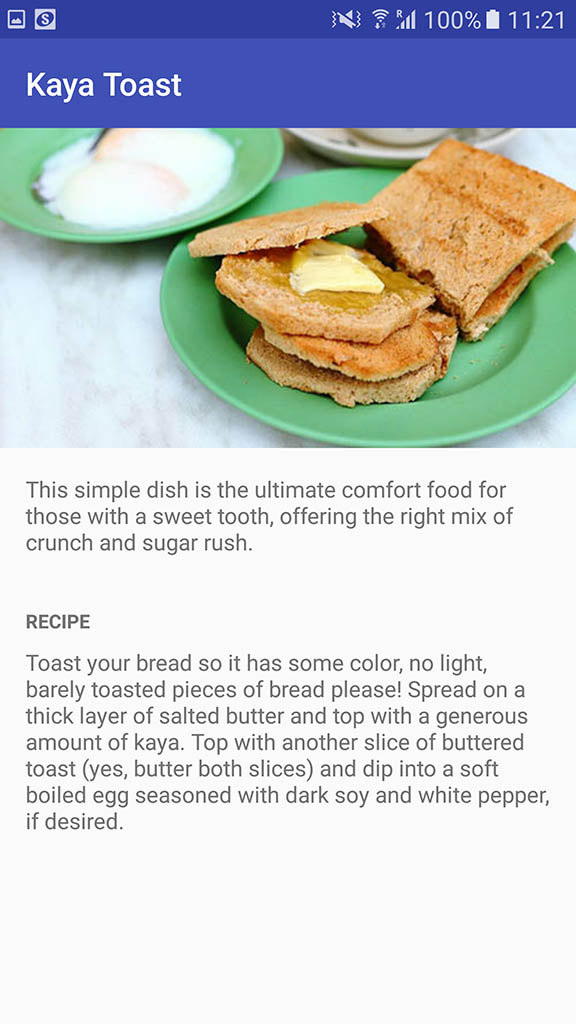 100% 11:21
Kaya Toast
This simple dish is the ultimate comfort food for
those with a sweet tooth, offering the right mix of
crunch and sugar rush.
RECIPE
Toast your bread so it has some color, no light,
barely toasted pieces of bread please! Spread on a
thick layer of salted butter and top with a generous
amount of kaya. Top with another slice of buttered
toast (yes, butter both slices) and dip into a soft
boiled egg seasoned with dark soy and white pepper,
if desired.